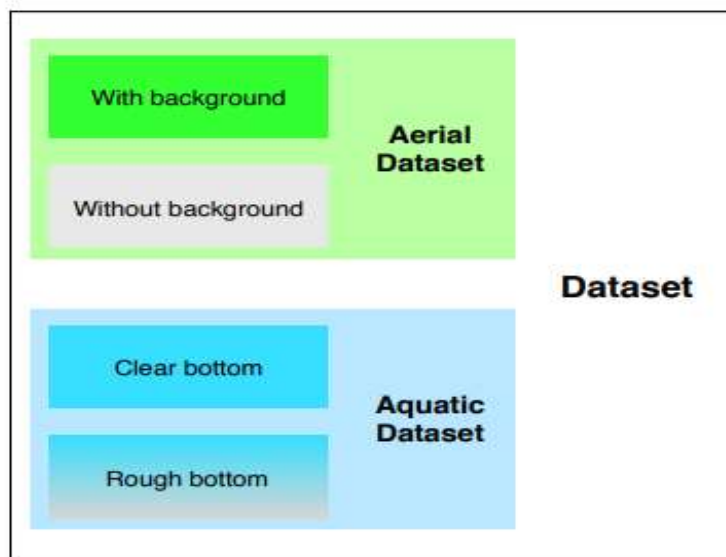 With background
Aerial
Dataset
Without background
Dataset
Clear bottom
Aquatic
Dataset
Rough bottom